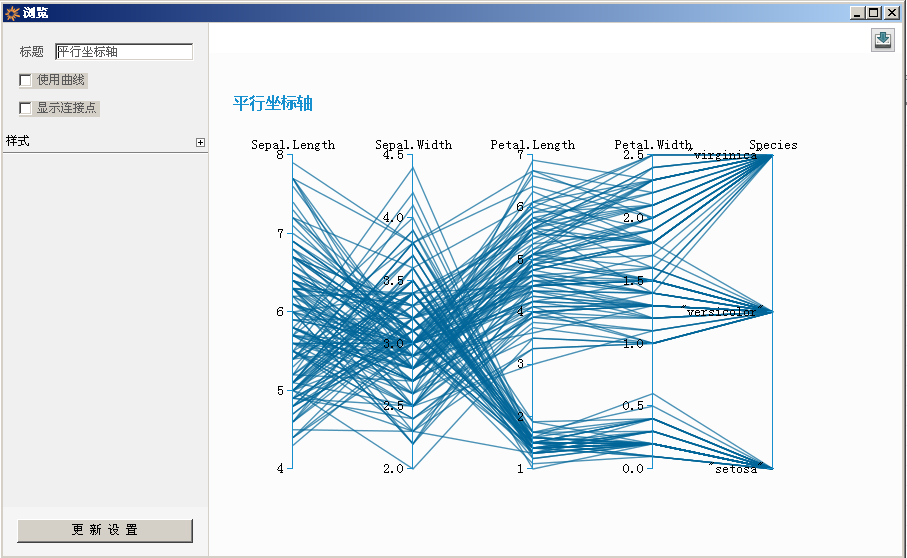 浏览
标题 平行坐标轴
使用曲线
显示连接点
样式
更新设置
平行坐标轴
Sepal.Length Sepal.Width Petal.Length Petal.Width Species
8 4.5 7 2.5 "virginica"
4.0 6 2.0
7
3.5 5 1.5
6 4 "versicolor"
3.0 1.0
3
5
2.5 2 0.5
4 2.0 1 0.0 "setosa"